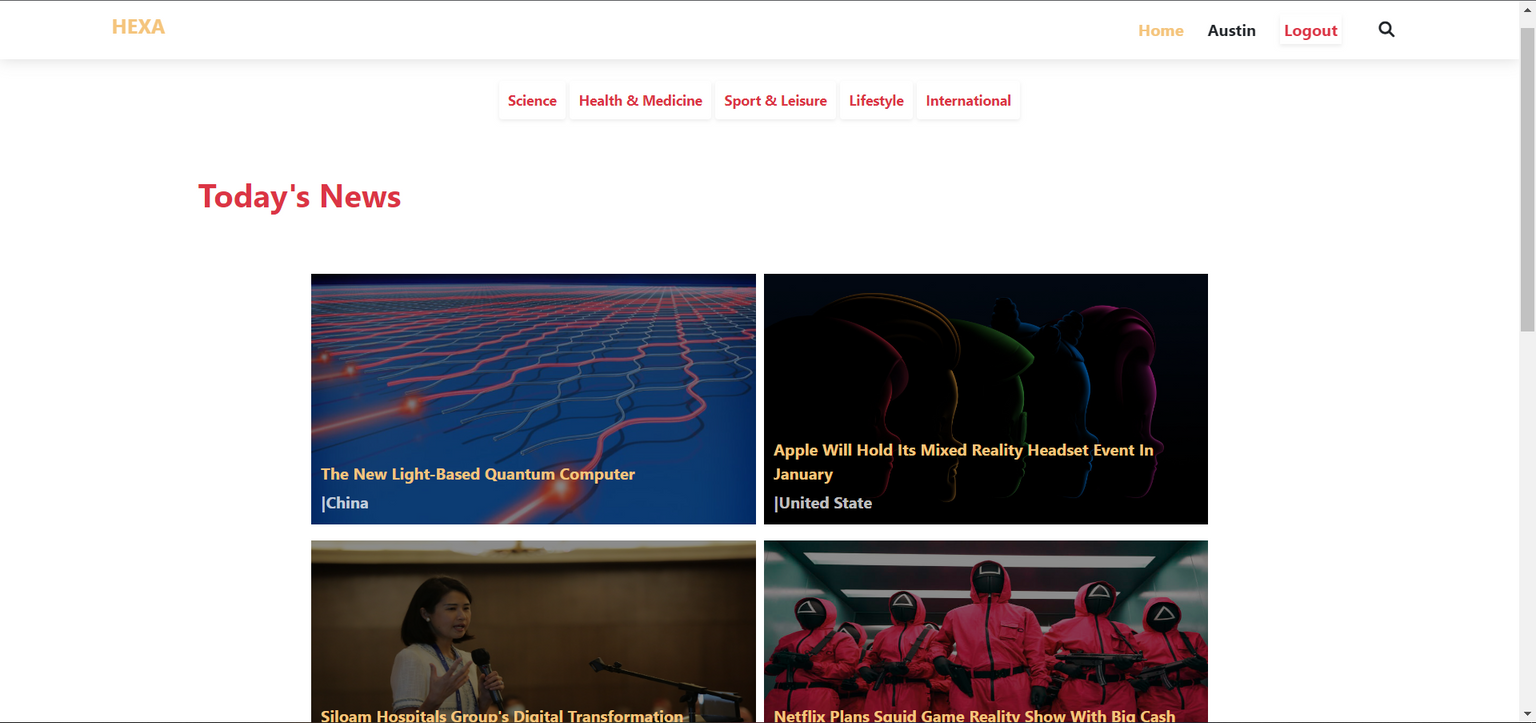 HEXA
Home Austin Logout
Science Health & Medicine Sport & Leisure Lifestyle International
Today's News
The New Light-Based Quantum Computer
|China
Apple Will Hold Its Mixed Reality Headset Event In
January
|United State
Siloam Hospitals Group's Digital Transformation
Netflix Plans Squid Game Reality Show With Big Cash